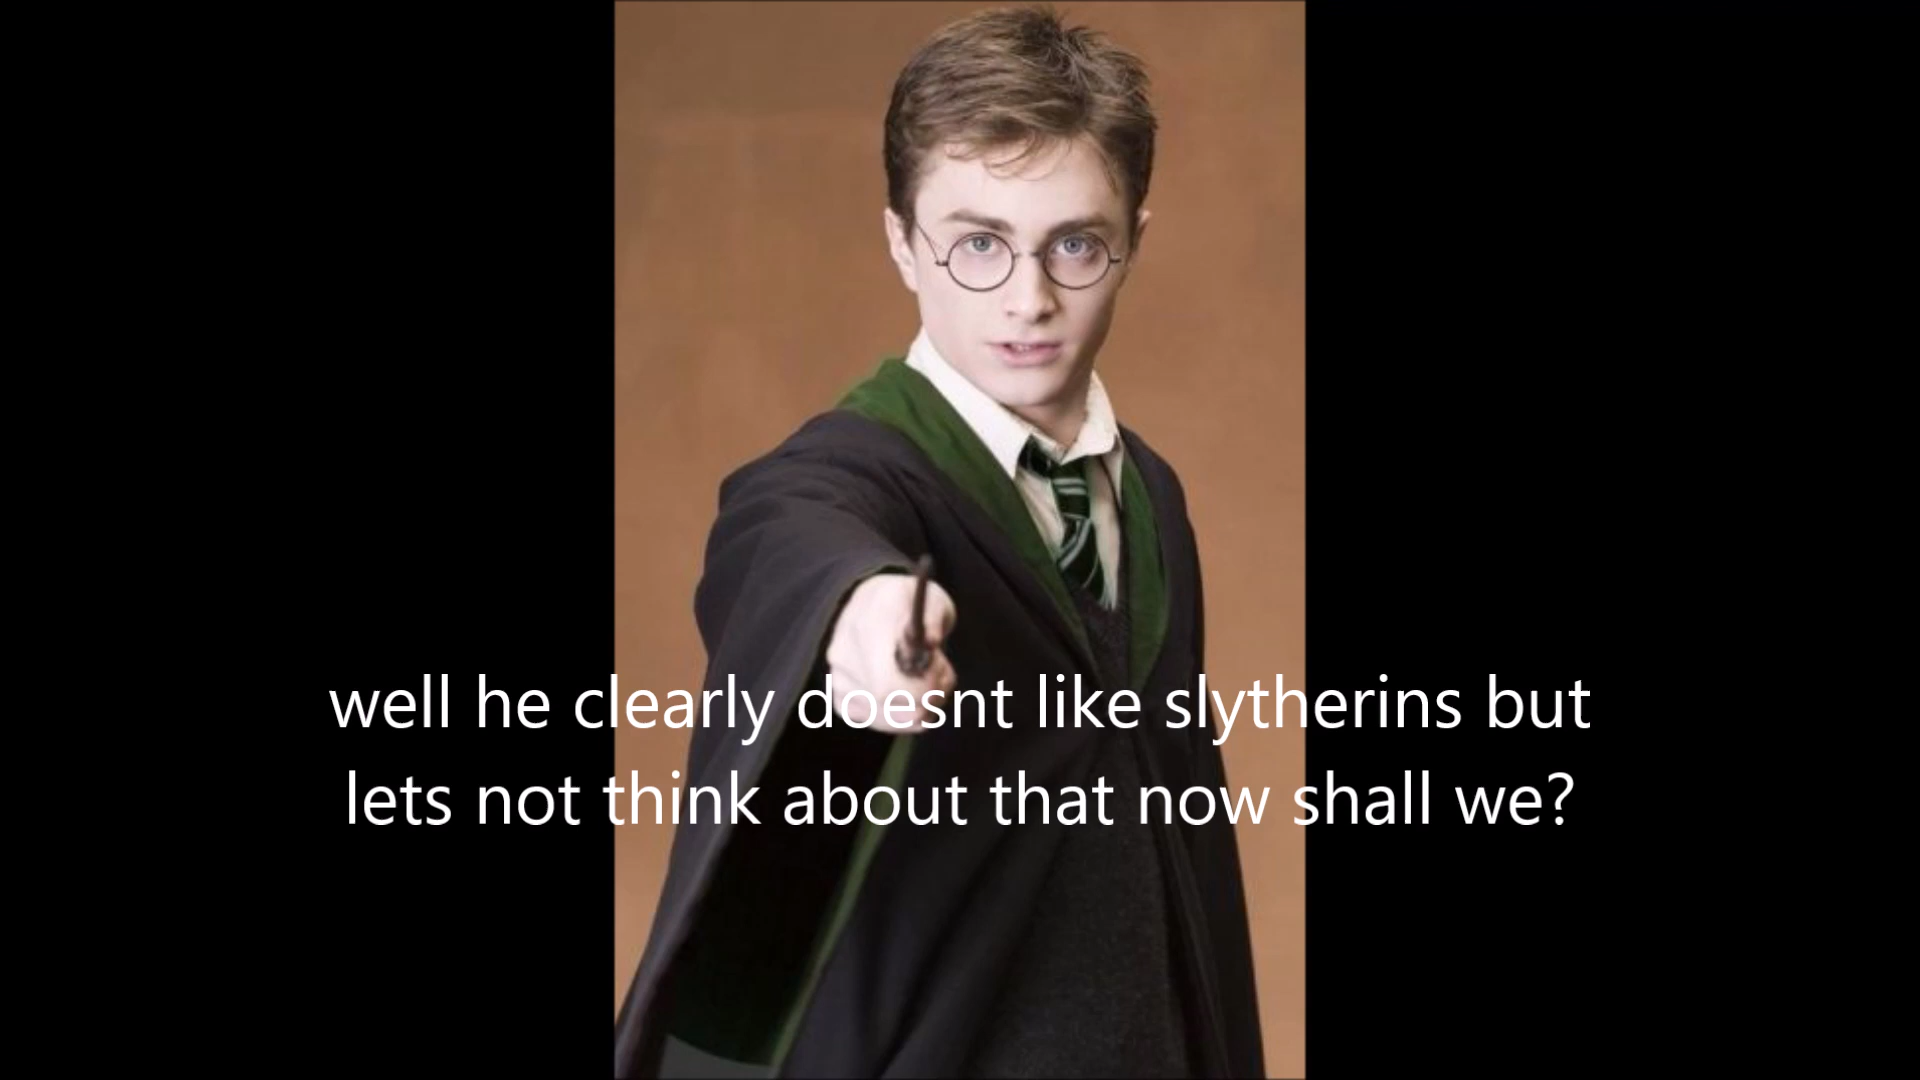 well he clearly doesnt like slytherins but
lets not think about that now shall we?